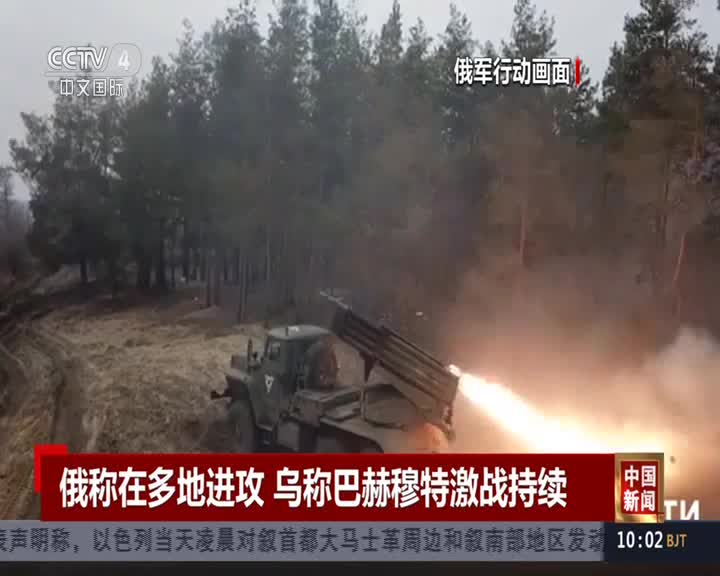 CCTV 4
中文国际
俄军行动画面
俄称在多地进攻 乌称巴赫穆特激战持续
中国
新闻
ТИ
表声明称，以色列当天凌晨对叙首都大马士革周边和叙南部地区发动
10:02 BJT